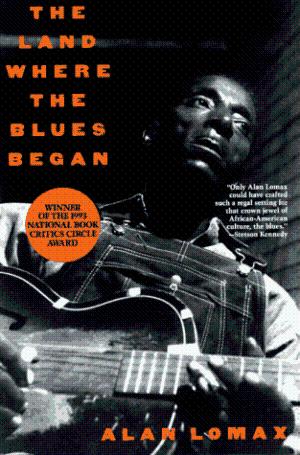 THE
LAND
WHERE
THE
BLUES
BEGAN
WINNER
OF THE 1993
NATIONAL BOOK
CRITICS CIRCLE
AWARD
"Only Alan Lomax
could have crafted
such a regal setting for
that crown jewel of
African-American
culture, the blues."
—Stetson Kennedy
ALAN LOMAX